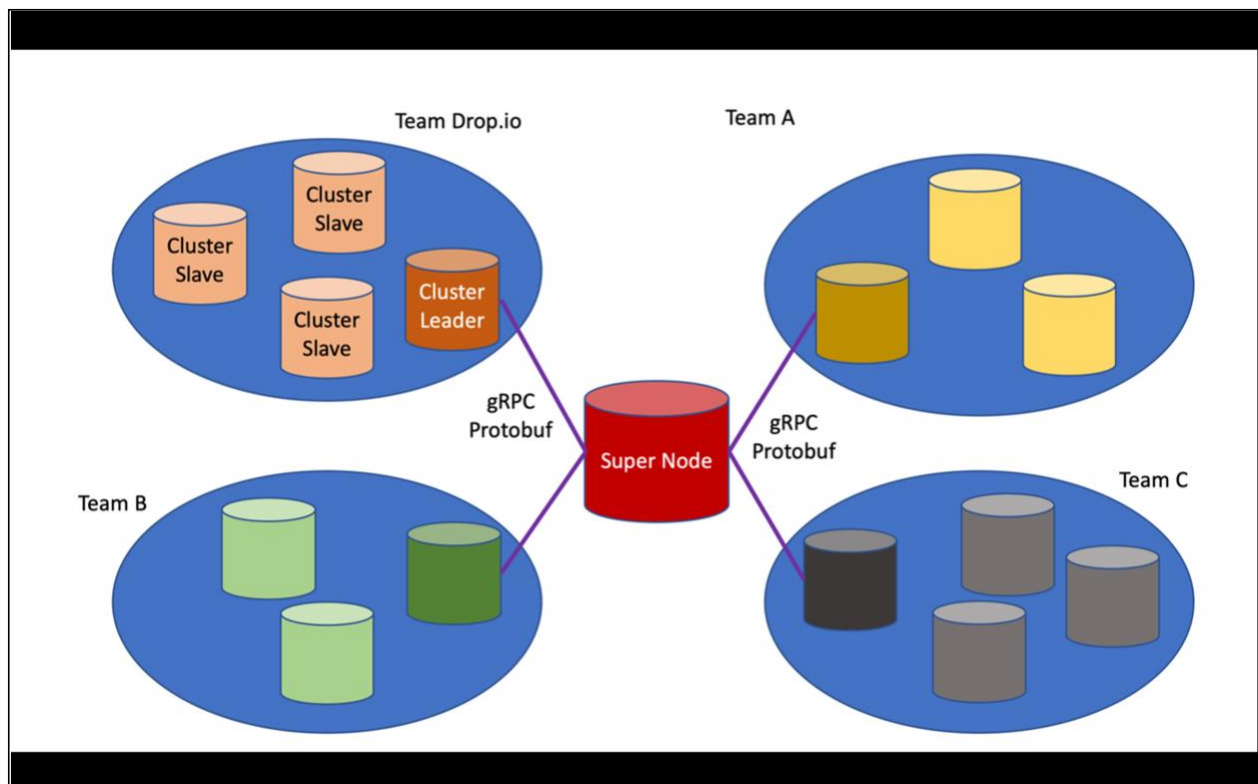 Team Drop.io
Team A
Cluster
Slave
Cluster
Slave
Cluster
Slave
Cluster
Leader
gRPC
Protobuf
gRPC
Protobuf
Super Node
Team B
Team C